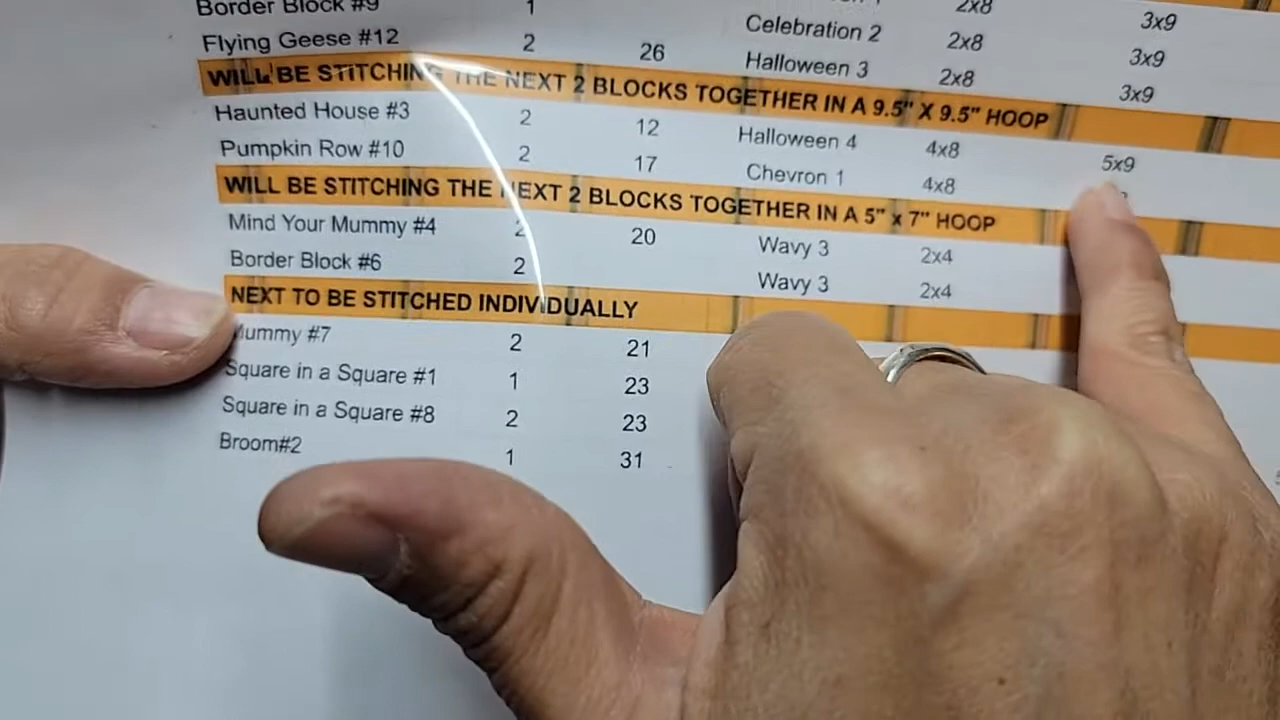 Border Block #9 1 2x8 3x9
Flying Geese #12 2 26 Celebration 2 2x8 3x9
Halloween 3 2x8 3x9
WILL BE STITCHING THE NEXT 2 BLOCKS TOGETHER IN A 9.5" X 9.5" HOOP
Haunted House #3 2 12 Halloween 4 4x8 5x9
Pumpkin Row #10 2 17 Chevron 1 4x8
WILL BE STITCHING THE NEXT 2 BLOCKS TOGETHER IN A 5" x 7" HOOP
Mind Your Mummy #4 2 20 Wavy 3 2x4
Border Block #6 2 Wavy 3 2x4
NEXT TO BE STITCHED INDIVIDUALLY
Mummy #7 2 21
Square in a Square #1 1 23
Square in a Square #8 2 23
Broom#2 1 31